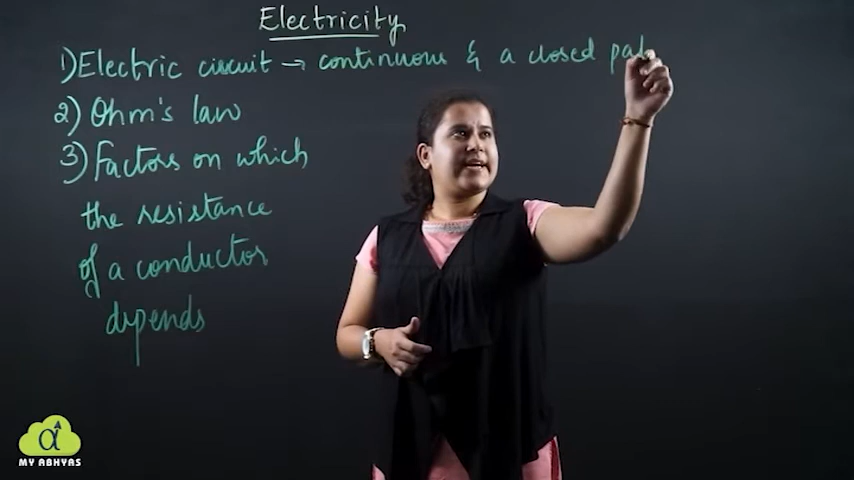 Electricity
1) Electric circuit → continuous & a closed pat
2) Ohm's law
3) Factors on which
the resistance
of a conductor
depends
MY ABHYAS